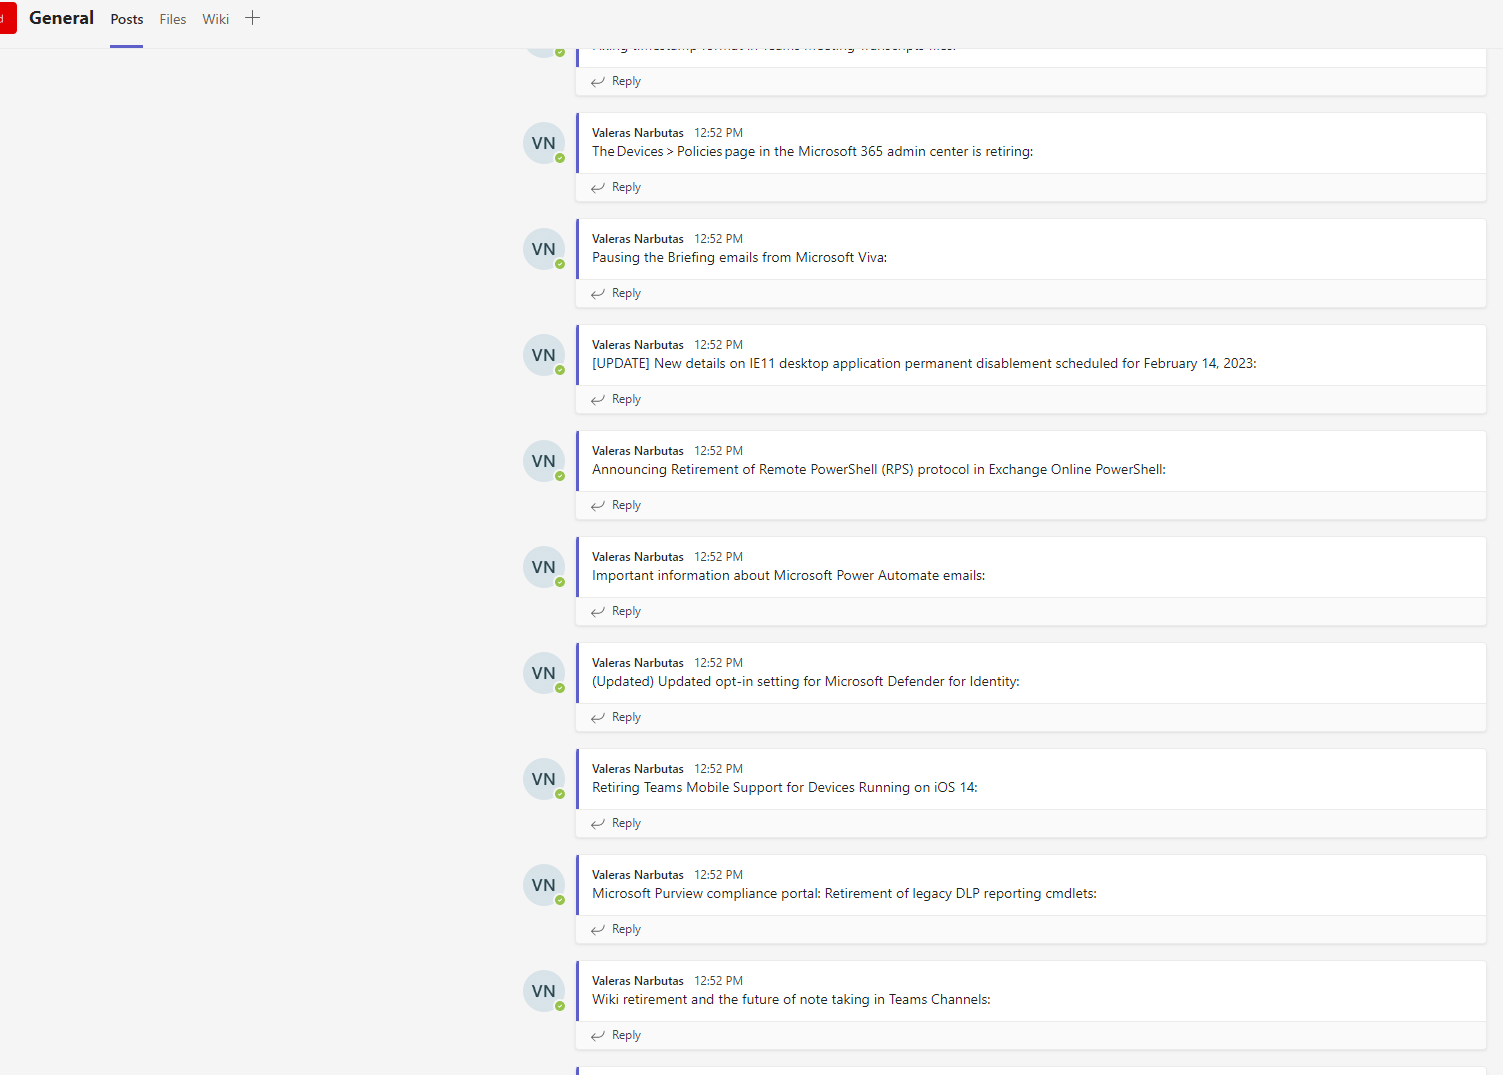 General Posts Files Wiki
timestamp format in Teams meeting Transcripts files:
Reply
VN
Valeras Narbutas 12:52 PM
The Devices > Policies page in the Microsoft 365 admin center is retiring:
Reply
VN
Valeras Narbutas 12:52 PM
Pausing the Briefing emails from Microsoft Viva:
Reply
VN
Valeras Narbutas 12:52 PM
[UPDATE] New details on IE11 desktop application permanent disablement scheduled for February 14, 2023:
Reply
VN
Valeras Narbutas 12:52 PM
Announcing Retirement of Remote PowerShell (RPS) protocol in Exchange Online PowerShell:
Reply
VN
Valeras Narbutas 12:52 PM
Important information about Microsoft Power Automate emails:
Reply
VN
Valeras Narbutas 12:52 PM
(Updated) Updated opt-in setting for Microsoft Defender for Identity:
Reply
VN
Valeras Narbutas 12:52 PM
Retiring Teams Mobile Support for Devices Running on iOS 14:
Reply
VN
Valeras Narbutas 12:52 PM
Microsoft Purview compliance portal: Retirement of legacy DLP reporting cmdlets:
Reply
VN
Valeras Narbutas 12:52 PM
Wiki retirement and the future of note taking in Teams Channels:
Reply